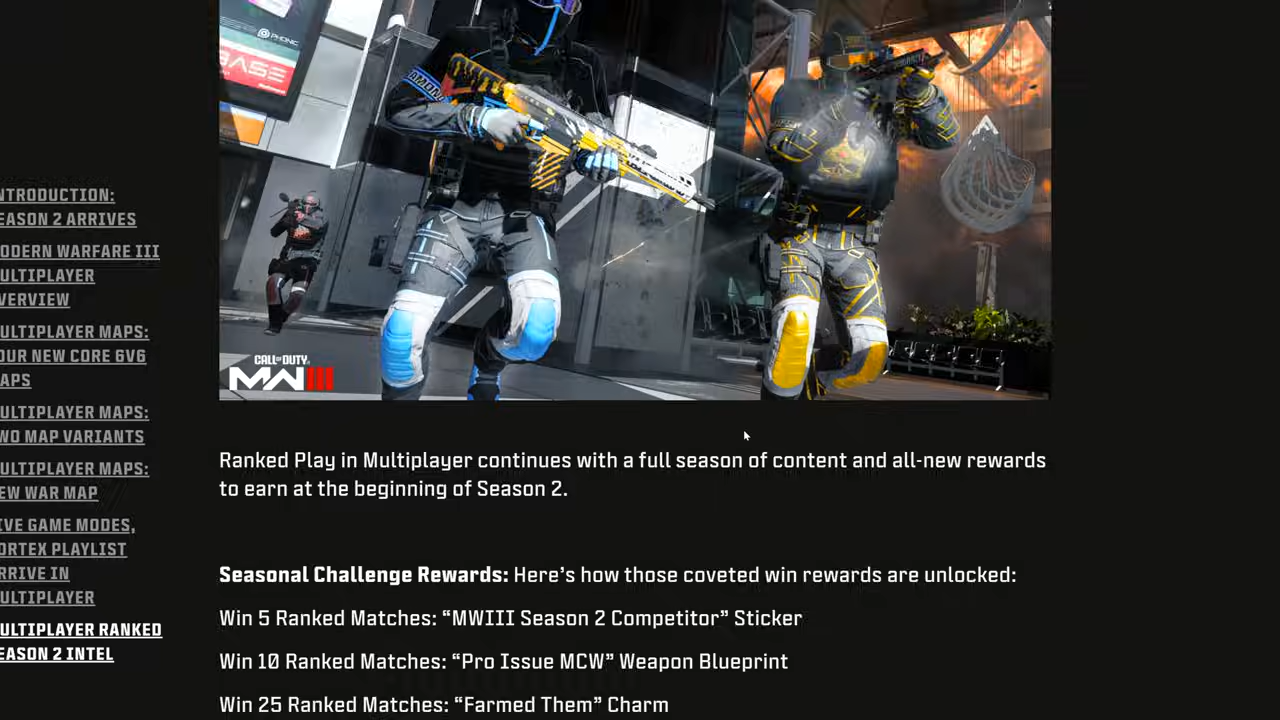 PHONIC
BASE
CALL OF DUTY
MWIII
NTRODUCTION:
EASON 2 ARRIVES
ODERN WARFARE III
ULTIPLAYER
VERVIEW
ULTIPLAYER MAPS:
OUR NEW CORE 6V6
APS
ULTIPLAYER MAPS:
WO MAP VARIANTS
ULTIPLAYER MAPS:
EW WAR MAP
IVE GAME MODES,
ORTEX PLAYLIST
RRIVE IN
ULTIPLAYER
ULTIPLAYER RANKED
EASON 2 INTEL
Ranked Play in Multiplayer continues with a full season of content and all-new rewards
to earn at the beginning of Season 2.
Seasonal Challenge Rewards: Here’s how those coveted win rewards are unlocked:
Win 5 Ranked Matches: “MWIII Season 2 Competitor” Sticker
Win 10 Ranked Matches: “Pro Issue MCW” Weapon Blueprint
Win 25 Ranked Matches: “Farmed Them” Charm